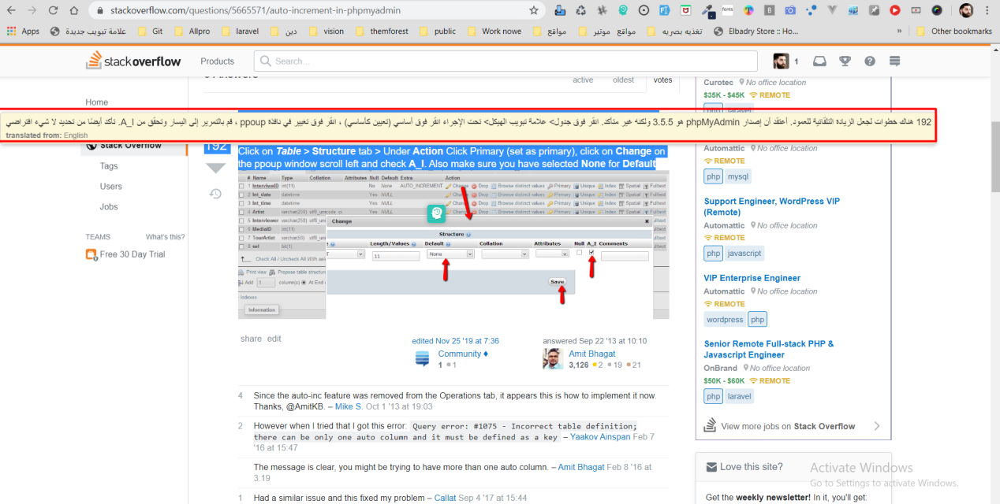 stackoverflow.com/questions/5665571/auto-increment-in-phpmyadmin
Apps علامة تبويب جديدة Git Allpro laravel دين vision themforest public Work nowe مواقع مواقع موتير تغذيه بصريه Elbadry Store :: Ho... » Other bookmarks
stackoverflow Products Search... 1
active oldest votes
Home
192 هناك خطوات لجعل الزيادة التلقائية للعمود. أعتقد أن إصدار phpMyAdmin هو 3.5.5 ولكنه غير متأكد. انقر فوق جدول> علامة تبويب الهيكل> تحت الإجراء انقر فوق أساسي (تعيين كأساسي) ، انقر فوق تغيير في نافذة ppoup ، قم بالتمرير إلى اليسار وتحقق من A_I. تأكد أيضًا من تحديد لا شيء افتراضي
translated from: English
Stack Overflow
Tags
Users
Jobs
TEAMS What's this?
Free 30 Day Trial
192
Click on Table > Structure tab > Under Action Click Primary (set as primary), click on Change on
the ppoup window scroll left and check A_I. Also make sure you have selected None for Default
# Name Type Collation Attributes Null Default Extra Action
1 InterviweID int(11) No None AUTO_INCREMENT Change Drop Browse distinct values Primary Unique Index Spatial Fulltext
2 Int_date datetime Yes NULL Change Drop Browse distinct values Primary Unique Index Spatial Fulltext
3 Int_time datetime Yes NULL Change Drop Browse distinct values Primary Unique Index Spatial Fulltext
4 Artist varchar(250) utf8_unicode_ci Yes NULL Change Drop Browse distinct values Primary Unique Index Spatial Fulltext
5 Interviewer varchar(250) utf8_uni
6 MediaID int(11)
7 TourArtist varchar(50) utf8_uni
8 sel bit(1)
Check All / Uncheck All With
Print view Propose table structure
Add 1 column(s) At End
Indexes
Information
Change
Structure
Length/Values Default Collation Attributes Null A_I Comments
11 None
Save
share edit
edited Nov 25 '19 at 7:36
Community ♦
1 1
answered Sep 22 '13 at 10:10
Amit Bhagat
3,126 2 19 21
4 Since the auto-inc feature was removed from the Operations tab, it appears this is how to implement it now.
Thanks, @AmitKB. – Mike S. Oct 1 '13 at 19:03
2 However when I tried that I got this error: Query error: #1075 - Incorrect table definition;
there can be only one auto column and it must be defined as a key – Yaakov Ainspan Feb 7
'16 at 15:47
The message is clear, you might be trying to have more than one auto column. – Amit Bhagat Feb 8 '16 at
3:19
1 Had a similar issue and this fixed my problem – Callat Sep 4 '17 at 15:44
Curotec No office location
$35K - $45K REMOTE
Automattic No office location
REMOTE
php mysql
Support Engineer, WordPress VIP
(Remote)
Automattic No office location
REMOTE
php javascript
VIP Enterprise Engineer
Automattic No office location
REMOTE
wordpress php
Senior Remote Full-stack PHP &
Javascript Engineer
OnBrand No office location
$50K - $60K REMOTE
php laravel
View more jobs on Stack Overflow
Love this site?
Get the weekly newsletter! In it, you'll get:
Activate Windows
Go to Settings to activate Windows.